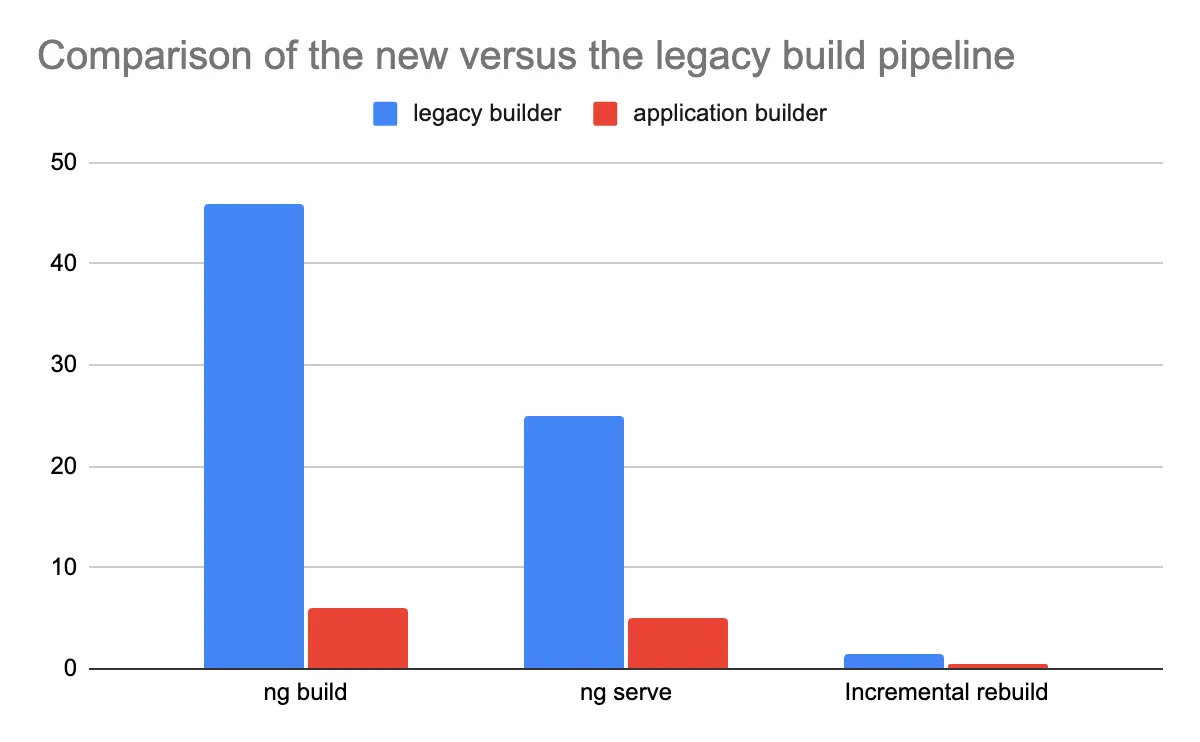 Comparison of the new versus the legacy build pipeline
legacy builder application builder
50
40
30
20
10
0
ng build ng serve Incremental rebuild